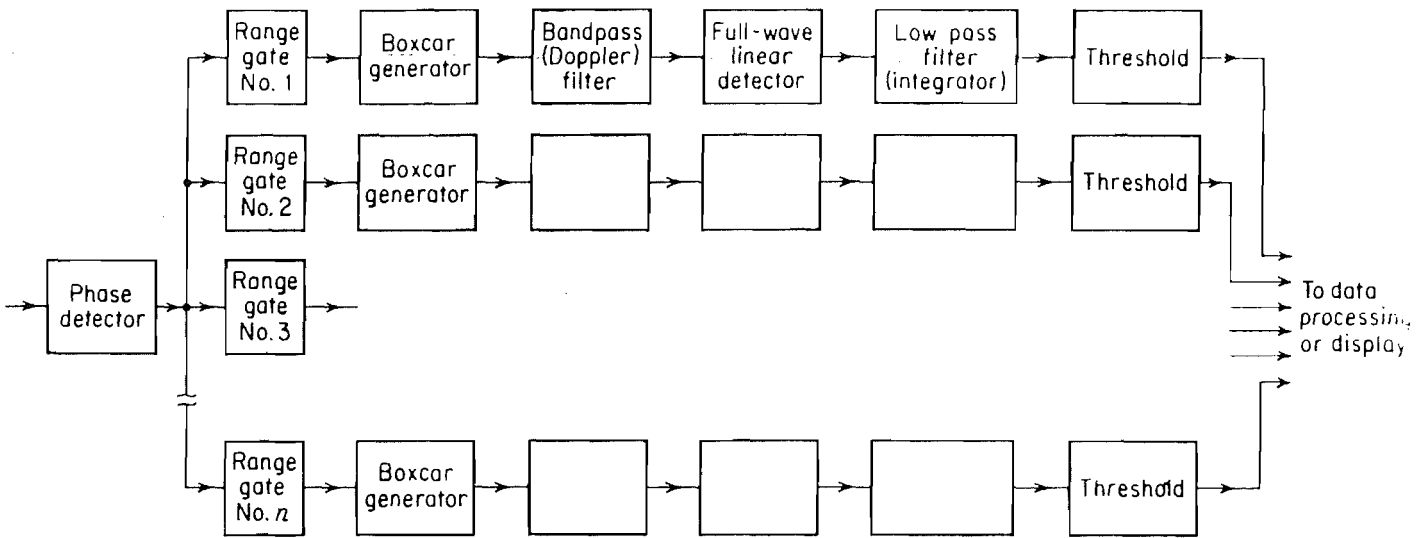 Range
gate
No. 1
Boxcar
generator
Bandpass
(Doppler)
filter
Full-wave
linear
detector
Low pass
filter
(integrator)
Threshold
Range
gate
No. 2
Boxcar
generator
Threshold
Phase
detector
Range
gate
No. 3
To data
processing
or display
Range
gate
No. n
Boxcar
generator
Threshold